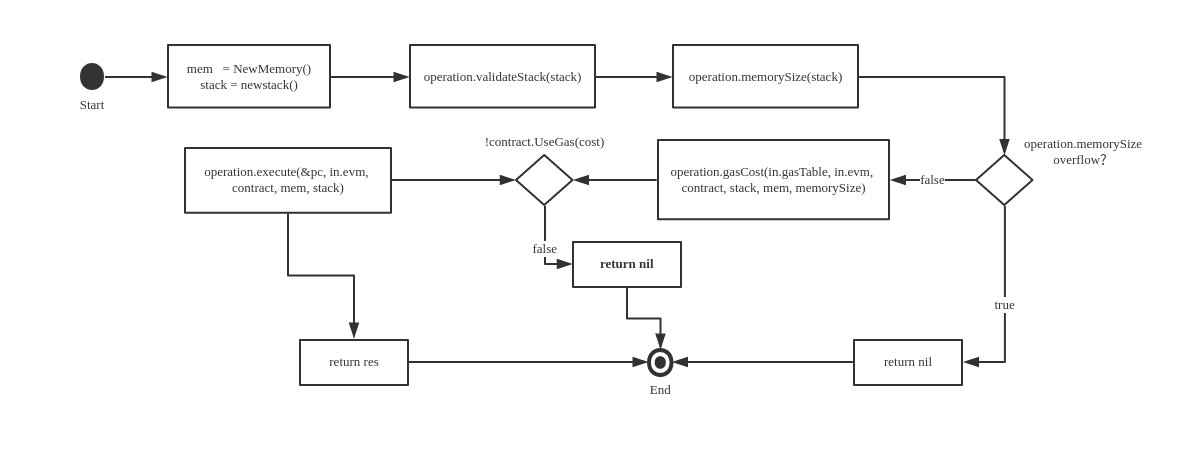 mem = NewMemory()
stack = newstack()
operation.validateStack(stack)
operation.memorySize(stack)
Start
!contract.UseGas(cost)
operation.memorySize
overflow?
operation.execute(&pc, in.evm,
contract, mem, stack)
operation.gasCost(in.gasTable, in.evm,
contract, stack, mem, memorySize)
false
false
return nil
true
return res
return nil
End